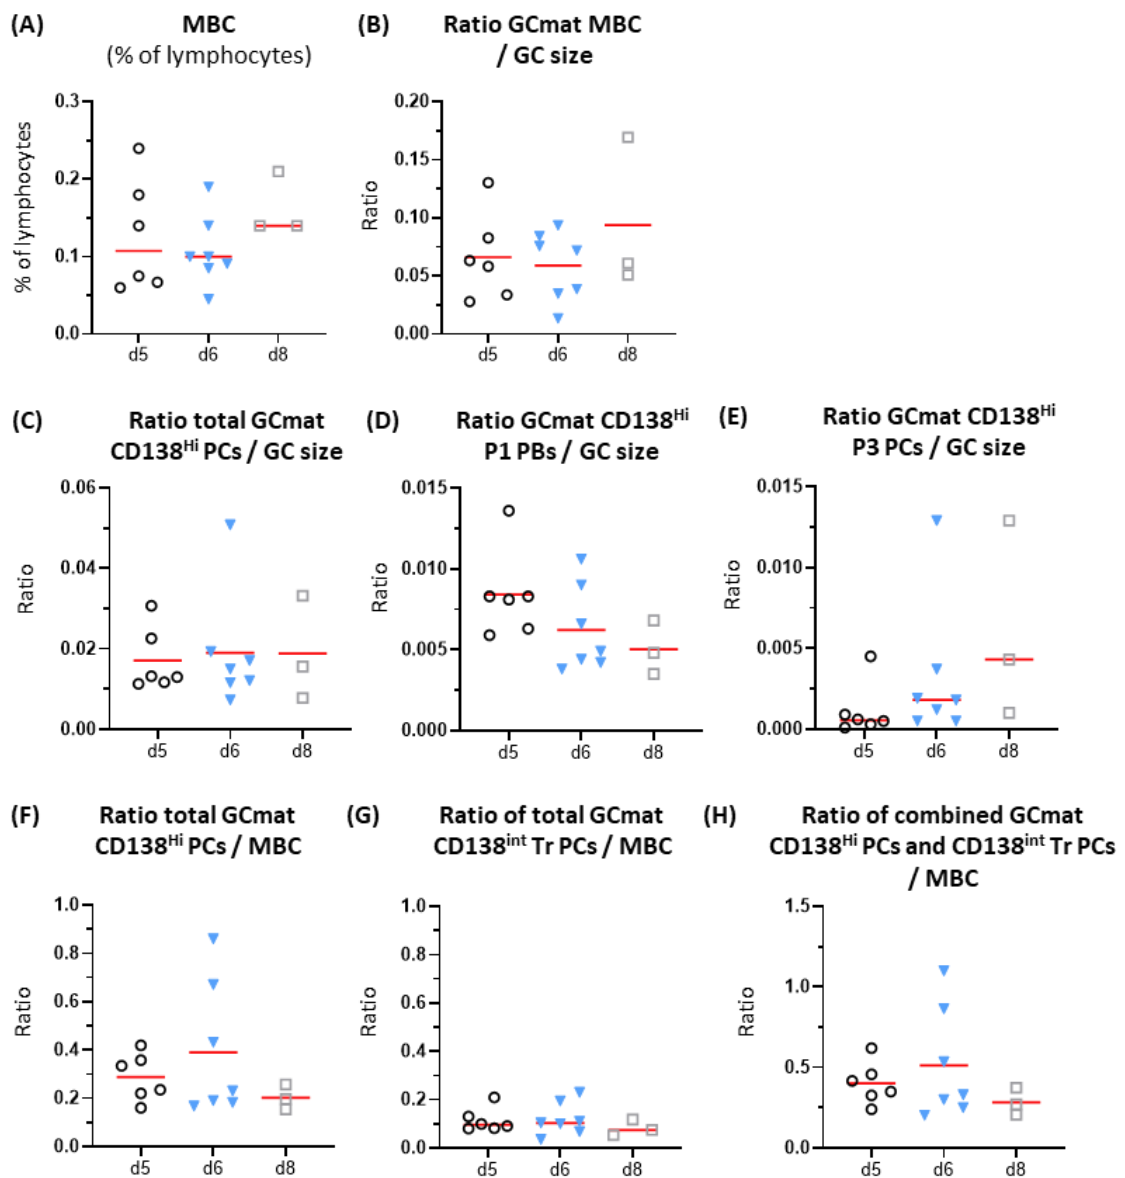 (A) MBC
(% of lymphocytes)
% of lymphocytes
0.3
0.2
0.1
0.0
d5 d6 d8
(B) Ratio GCmat MBC
/ GC size
Ratio
0.20
0.15
0.10
0.05
0.00
d5 d6 d8
(C) Ratio total GCmat
CD138Hi PCs / GC size
Ratio
0.06
0.04
0.02
0.00
d5 d6 d8
(D) Ratio GCmat CD138Hi
P1 PBs / GC size
Ratio
0.015
0.010
0.005
0.000
d5 d6 d8
(E) Ratio GCmat CD138Hi
P3 PCs / GC size
Ratio
0.015
0.010
0.005
0.000
d5 d6 d8
(F) Ratio total GCmat
CD138Hi PCs / MBC
Ratio
1.0
0.8
0.6
0.4
0.2
0.0
d5 d6 d8
(G) Ratio of total GCmat
CD138int Tr PCs / MBC
Ratio
1.0
0.8
0.6
0.4
0.2
0.0
d5 d6 d8
(H) Ratio of combined GCmat
CD138Hi PCs and CD138int Tr PCs
/ MBC
Ratio
1.5
1.0
0.5
0.0
d5 d6 d8